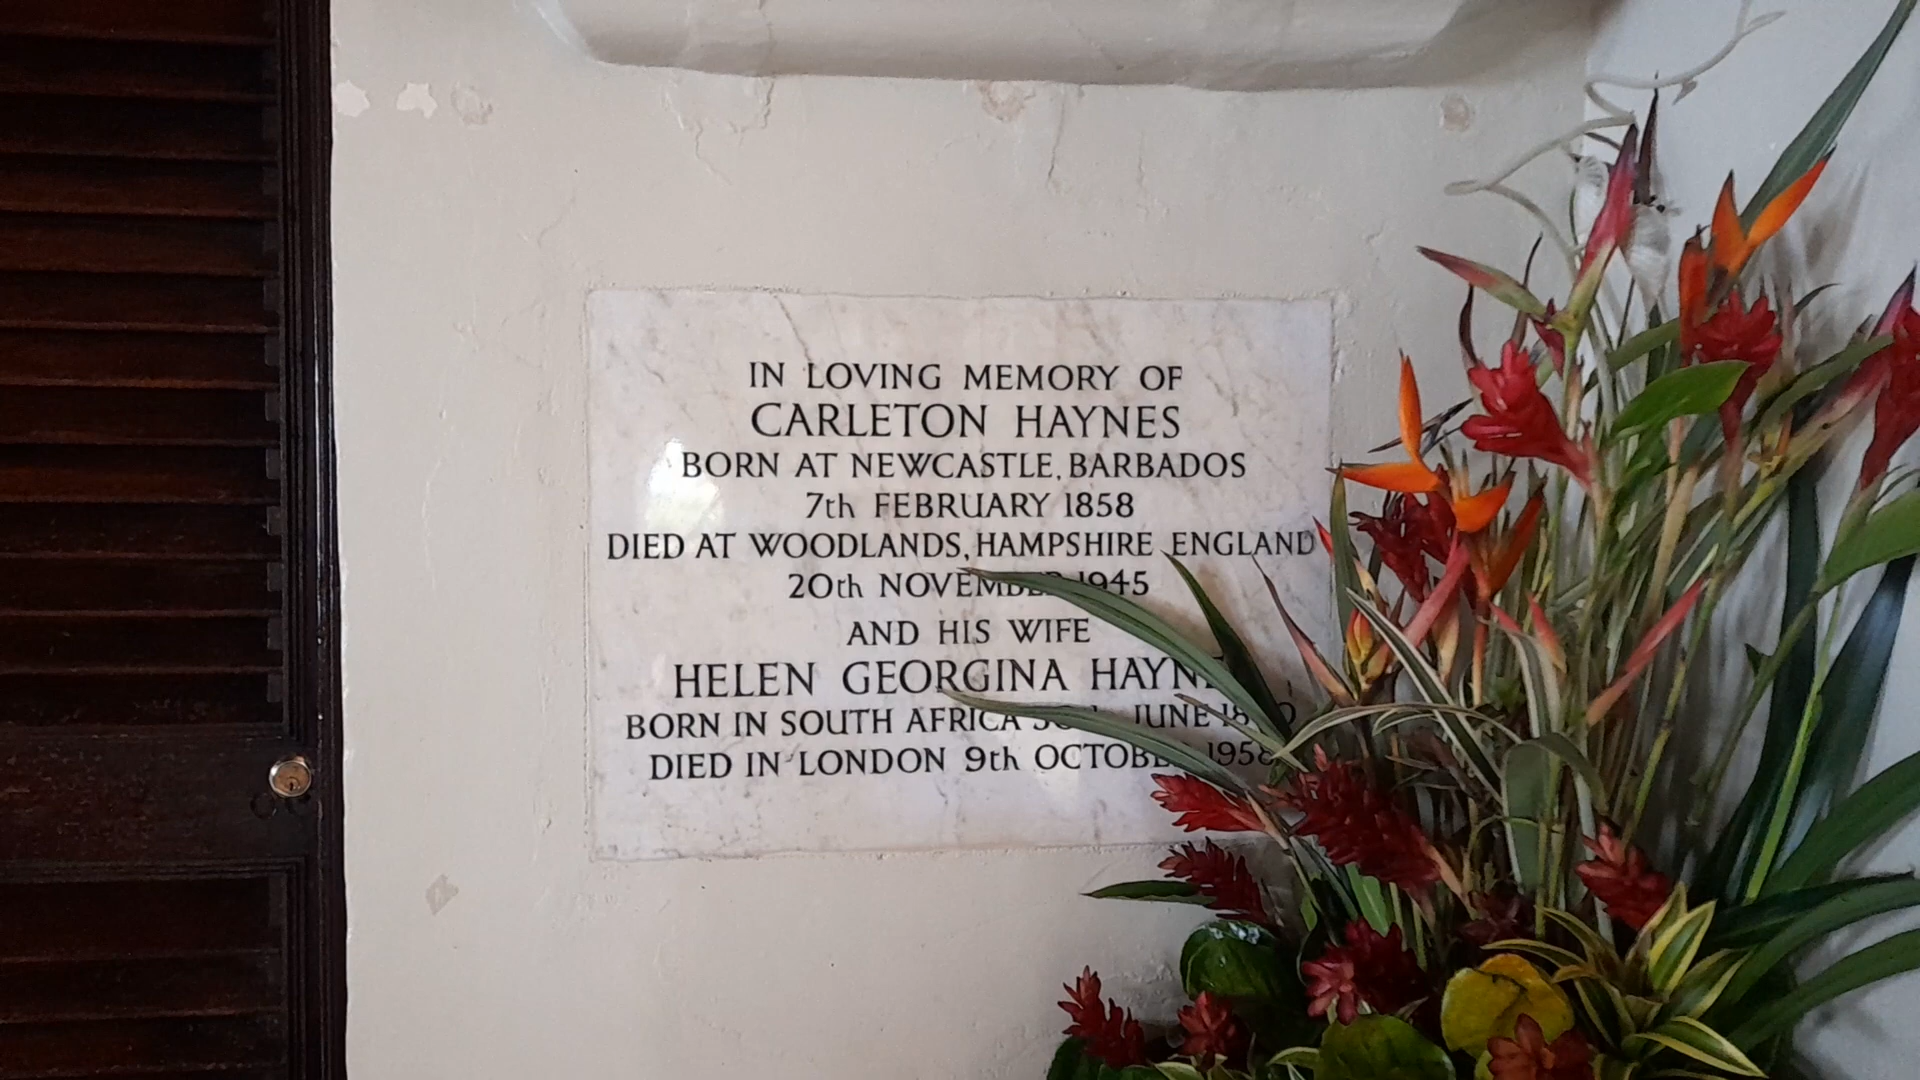 IN LOVING MEMORY OF
CARLETON HAYNES
BORN AT NEWCASTLE, BARBADOS
7th FEBRUARY 1858
DIED AT WOODLANDS, HAMPSHIRE ENGLAND
20th NOVEMBER 1945
AND HIS WIFE
HELEN GEORGINA HAYNES
BORN IN SOUTH AFRICA JUNE
DIED IN LONDON 9th OCTOBER 1958